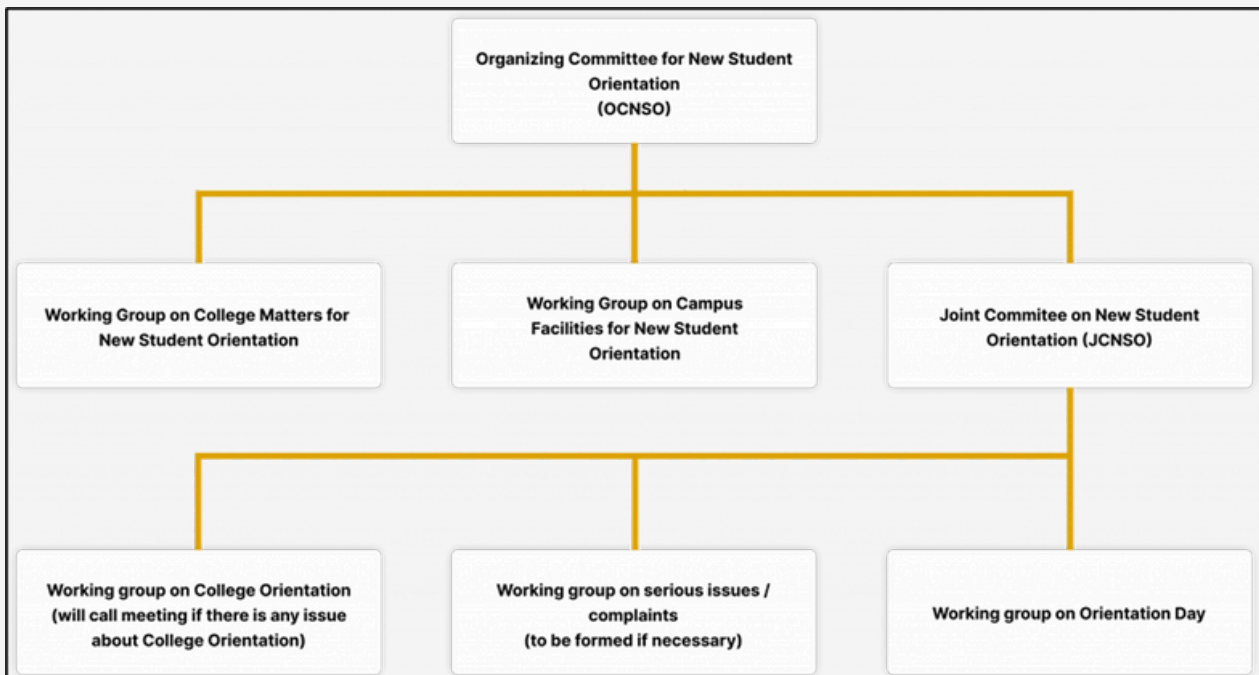 Organizing Committee for New Student
Orientation
(OCNSO)
Working Group on College Matters for
New Student Orientation
Working Group on Campus
Facilities for New Student
Orientation
Joint Commitee on New Student
Orientation (JCNSO)
Working group on College Orientation
(will call meeting if there is any issue
about College Orientation)
Working group on serious issues /
complaints
(to be formed if necessary)
Working group on Orientation Day